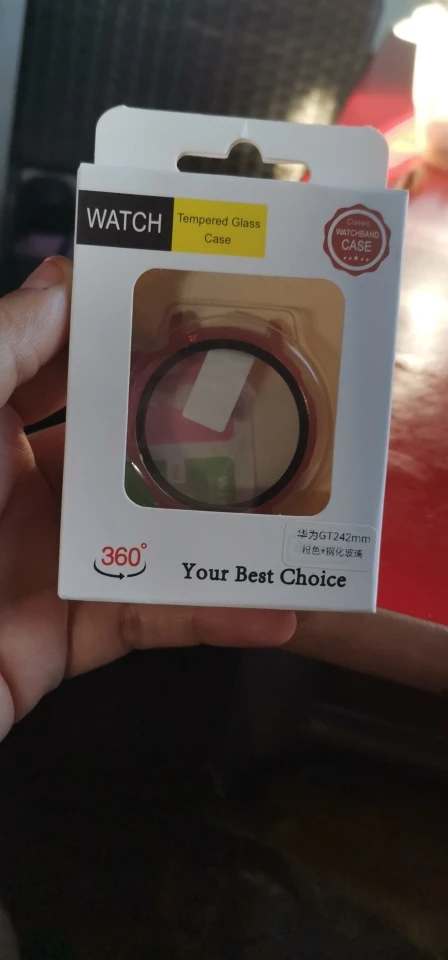 WATCH
Tempered Glass
Case
Classic
WATCHBAND
CASE
华为GT242mm
粉色+钢化玻璃
360°
Your Best Choice